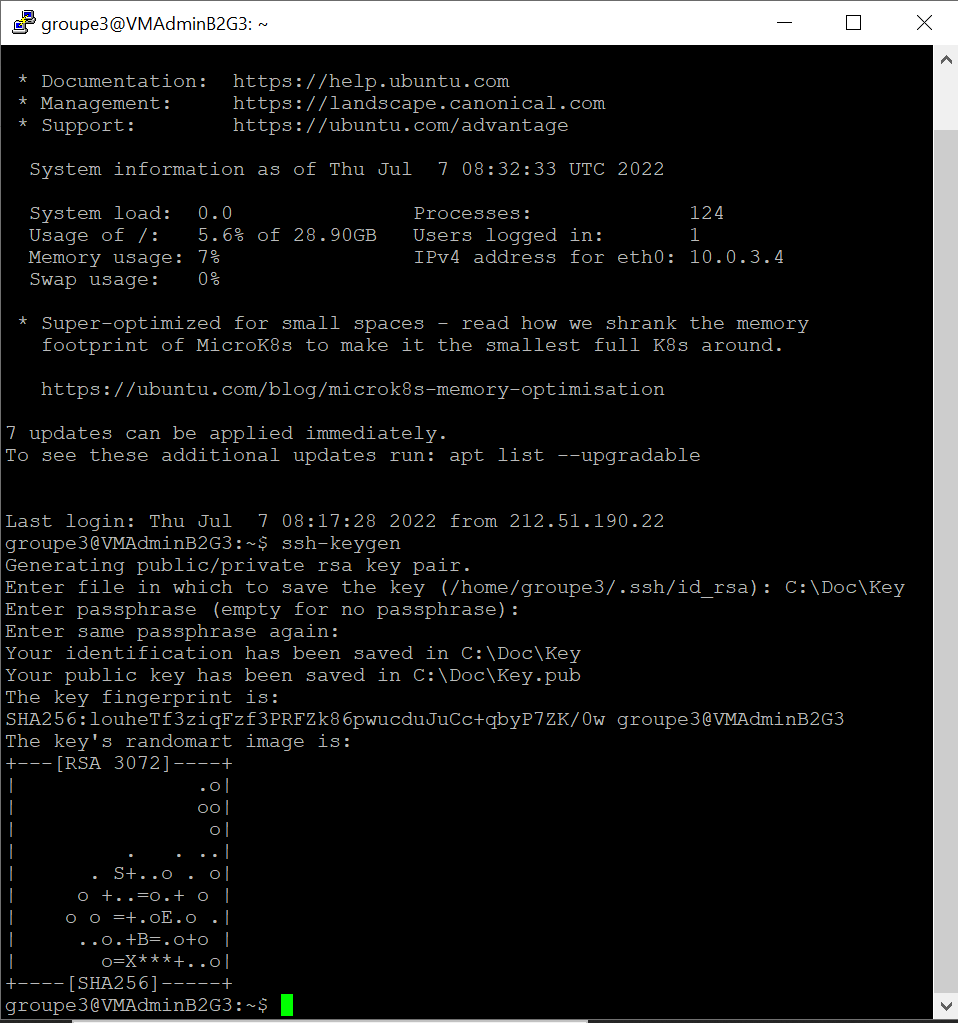 groupe3@VMAdminB2G3: ~
 * Documentation:  https://help.ubuntu.com
 * Management:     https://landscape.canonical.com
 * Support:        https://ubuntu.com/advantage
  System information as of Thu Jul  7 08:32:33 UTC 2022
  System load:  0.0               Processes:             124
  Usage of /:   5.6% of 28.90GB   Users logged in:       1
  Memory usage: 7%                IPv4 address for eth0: 10.0.3.4
  Swap usage:   0%
 * Super-optimized for small spaces - read how we shrank the memory
   footprint of MicroK8s to make it the smallest full K8s around.
   https://ubuntu.com/blog/microk8s-memory-optimisation
7 updates can be applied immediately.
To see these additional updates run: apt list --upgradable
Last login: Thu Jul  7 08:17:28 2022 from 212.51.190.22
groupe3@VMAdminB2G3:~$ ssh-keygen
Generating public/private rsa key pair.
Enter file in which to save the key (/home/groupe3/.ssh/id_rsa): C:\Doc\Key
Enter passphrase (empty for no passphrase):
Enter same passphrase again:
Your identification has been saved in C:\Doc\Key
Your public key has been saved in C:\Doc\Key.pub
The key fingerprint is:
SHA256:louheTf3ziqFzf3PRFZk86pwucduJuCc+qbyP7ZK/0w groupe3@VMAdminB2G3
The key's randomart image is:
+---[RSA 3072]----+
|               .o|
|               oo|
|                o|
|         .   . ..|
|      . S+..o . o|
|     o +..=o.+ o |
|    o o =+.oE.o .|
|     ..o.+B=.o+o |
|       o=X***+..o|
+----[SHA256]-----+
groupe3@VMAdminB2G3:~$